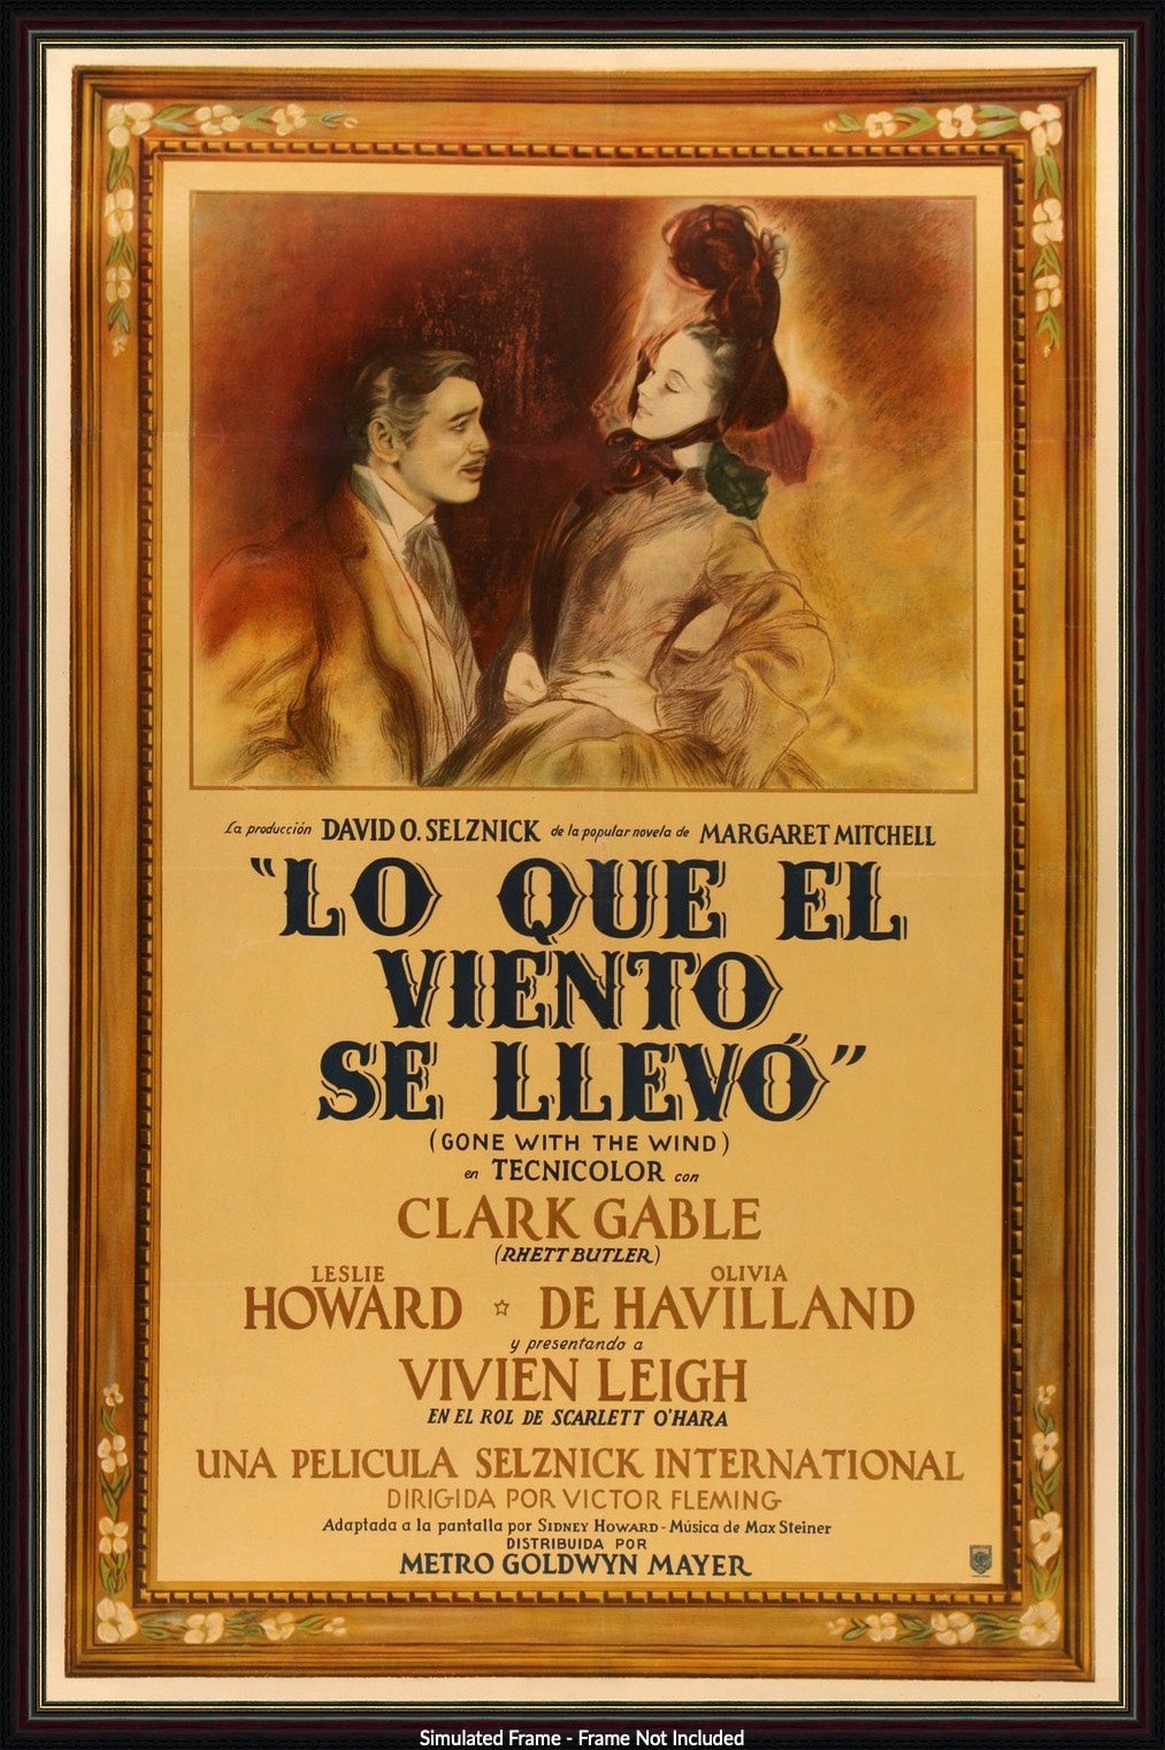 La producción DAVID O. SELZNICK de la popular novela de MARGARET MITCHELL
"LO QUE EL
VIENTO
SE LLEVÓ"
(GONE WITH THE WIND)
en TECNICOLOR con
CLARK GABLE
(RHETT BUTLER)
LESLIE OLIVIA
HOWARD ☆ DE HAVILLAND
y presentando a
VIVIEN LEIGH
EN EL ROL DE SCARLETT O'HARA
UNA PELICULA SELZNICK INTERNATIONAL
DIRIGIDA POR VICTOR FLEMING
Adaptada a la pantalla por SIDNEY HOWARD - Música de Max Steiner
DISTRIBUIDA POR
METRO GOLDWYN MAYER
Simulated Frame - Frame Not Included